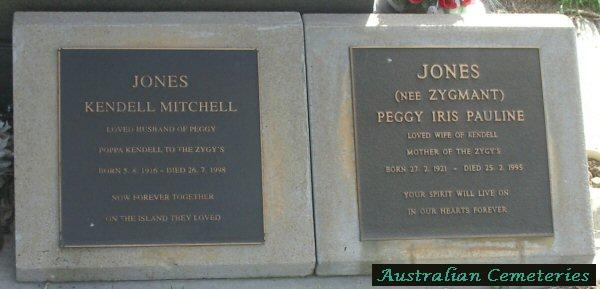 JONES
KENDELL MITCHELL
LOVED HUSBAND OF PEGGY
POPPA KENDELL TO THE ZYGY'S
BORN 5. 8. 1916 - DIED 26. 7. 1998
NOW FOREVER TOGETHER
ON THE ISLAND THEY LOVED
JONES
(NEE ZYGMANT)
PEGGY IRIS PAULINE
LOVED WIFE OF KENDELL
MOTHER OF THE ZYGY'S
BORN 27. 2. 1921 - DIED 25. 2. 1995
YOUR SPIRIT WILL LIVE ON
IN OUR HEARTS FOREVER
Australian Cemeteries